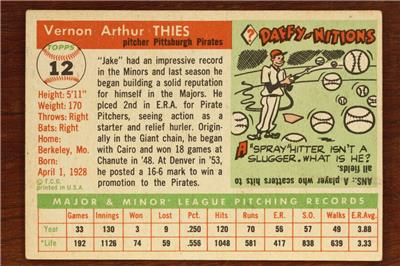 Vernon Arthur THIES
pitcher Pittsburgh Pirates
TOPPS
12
Height: 5'11"
Weight: 170
Throws: Right
Bats: Right
Home:
Berkeley, Mo.
Born:
April 1, 1928
© T.C.G.
PRINTED IN U.S.A.
"Jake" had an impressive record
in the Minors and last season he
began building a solid reputation
for himself in the Majors. He
placed 2nd in E.R.A. for Pirate
Pitchers, seeing action as a
starter and relief hurler. Origin-
ally in the Giant chain, he began
with Cairo and won 18 games at
Chanute in '48. At Denver in '53,
he posted a 16-6 mark to win a
promotion to the Pirates.
? DAFFY-NITIONS
A "SPRAY" HITTER ISN'T A
SLUGGER. WHAT IS HE?
ANS.: A player who scatters hits to
all fields.
MAJOR & MINOR LEAGUE PITCHING RECORDS
Games Innings Won Lost Pct. Hits Runs E.R. S.O. Walks E.R.Avg.
Year 33 130 3 9 .250 120 70 56 57 49 3.88
*Life 192 1126 74 59 .556 1048 581 417 838 639 3.33